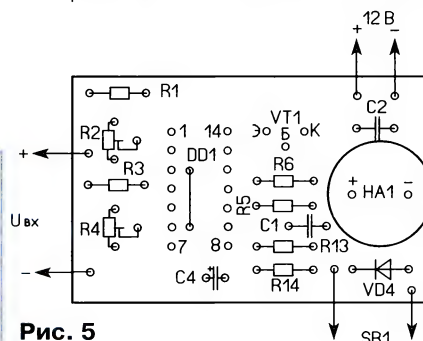 12 В
+ −
R1
C2
R2
1 14
VT1
Э Б К
+
DD1
R3
R6
Uвх
R5
+ HA1 −
R4
C1
7 8
R13
−
C4 +
R14
VD4
Рис. 5
SB1